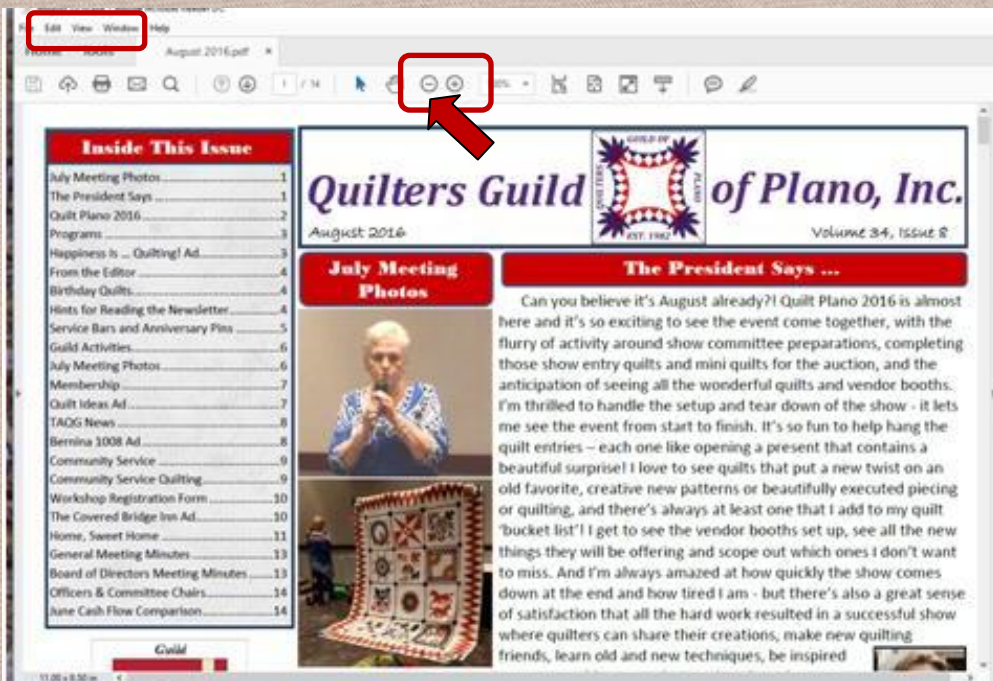 Edit View Window Help
Home Tools August 2016.pdf ×
1 / 14
Inside This Issue
July Meeting Photos 1
The President Says 1
Quilt Plano 2016 2
Programs 3
Happiness is ... Quilting! Ad 3
From the Editor 4
Birthday Quilts 4
Hints for Reading the Newsletter 4
Service Bars and Anniversary Pins 5
Guild Activities 6
July Meeting Photos 6
Membership 7
Quilt Ideas Ad 7
TAQG News 8
Bernina 1008 Ad 8
Community Service 9
Community Service Quilting 9
Workshop Registration Form 10
The Covered Bridge Inn Ad 10
Home, Sweet Home 11
General Meeting Minutes 13
Board of Directors Meeting Minutes 13
Officers & Committee Chairs 14
June Cash Flow Comparison 14
Guild
Quilters Guild of Plano, Inc.
GUILD OF
QUILTERS
PLANO
EST. 1982
August 2016 Volume 34, Issue 8
July Meeting
Photos
The President Says ...
Can you believe it's August already?! Quilt Plano 2016 is almost
here and it's so exciting to see the event come together, with the
flurry of activity around show committee preparations, completing
those show entry quilts and mini quilts for the auction, and the
anticipation of seeing all the wonderful quilts and vendor booths.
I'm thrilled to handle the setup and tear down of the show - it lets
me see the event from start to finish. It's so fun to help hang the
quilt entries – each one like opening a present that contains a
beautiful surprise! I love to see quilts that put a new twist on an
old favorite, creative new patterns or beautifully executed piecing
or quilting, and there's always at least one that I add to my quilt
'bucket list'! I get to see the vendor booths set up, see all the new
things they will be offering and scope out which ones I don't want
to miss. And I'm always amazed at how quickly the show comes
down at the end and how tired I am - but there's also a great sense
of satisfaction that all the hard work resulted in a successful show
where quilters can share their creations, make new quilting
friends, learn old and new techniques, be inspired
11.00 x 8.50 in